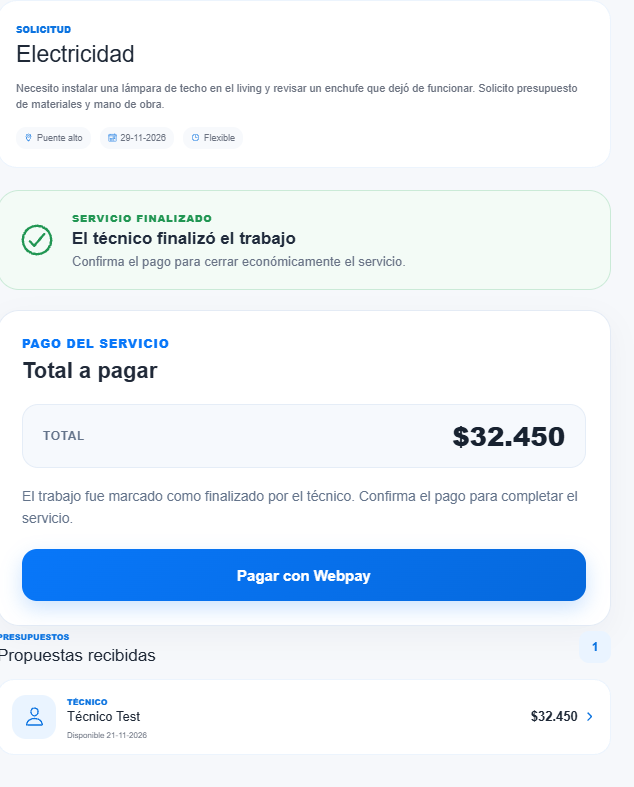 SOLICITUD
Electricidad
Necesito instalar una lámpara de techo en el living y revisar un enchufe que dejó de funcionar. Solicito presupuesto
de materiales y mano de obra.
Puente alto 29-11-2026 Flexible
SERVICIO FINALIZADO
El técnico finalizó el trabajo
Confirma el pago para cerrar económicamente el servicio.
PAGO DEL SERVICIO
Total a pagar
TOTAL $32.450
El trabajo fue marcado como finalizado por el técnico. Confirma el pago para completar el
servicio.
Pagar con Webpay
PRESUPUESTOS
Propuestas recibidas 1
TÉCNICO
Técnico Test $32.450
Disponible 21-11-2026